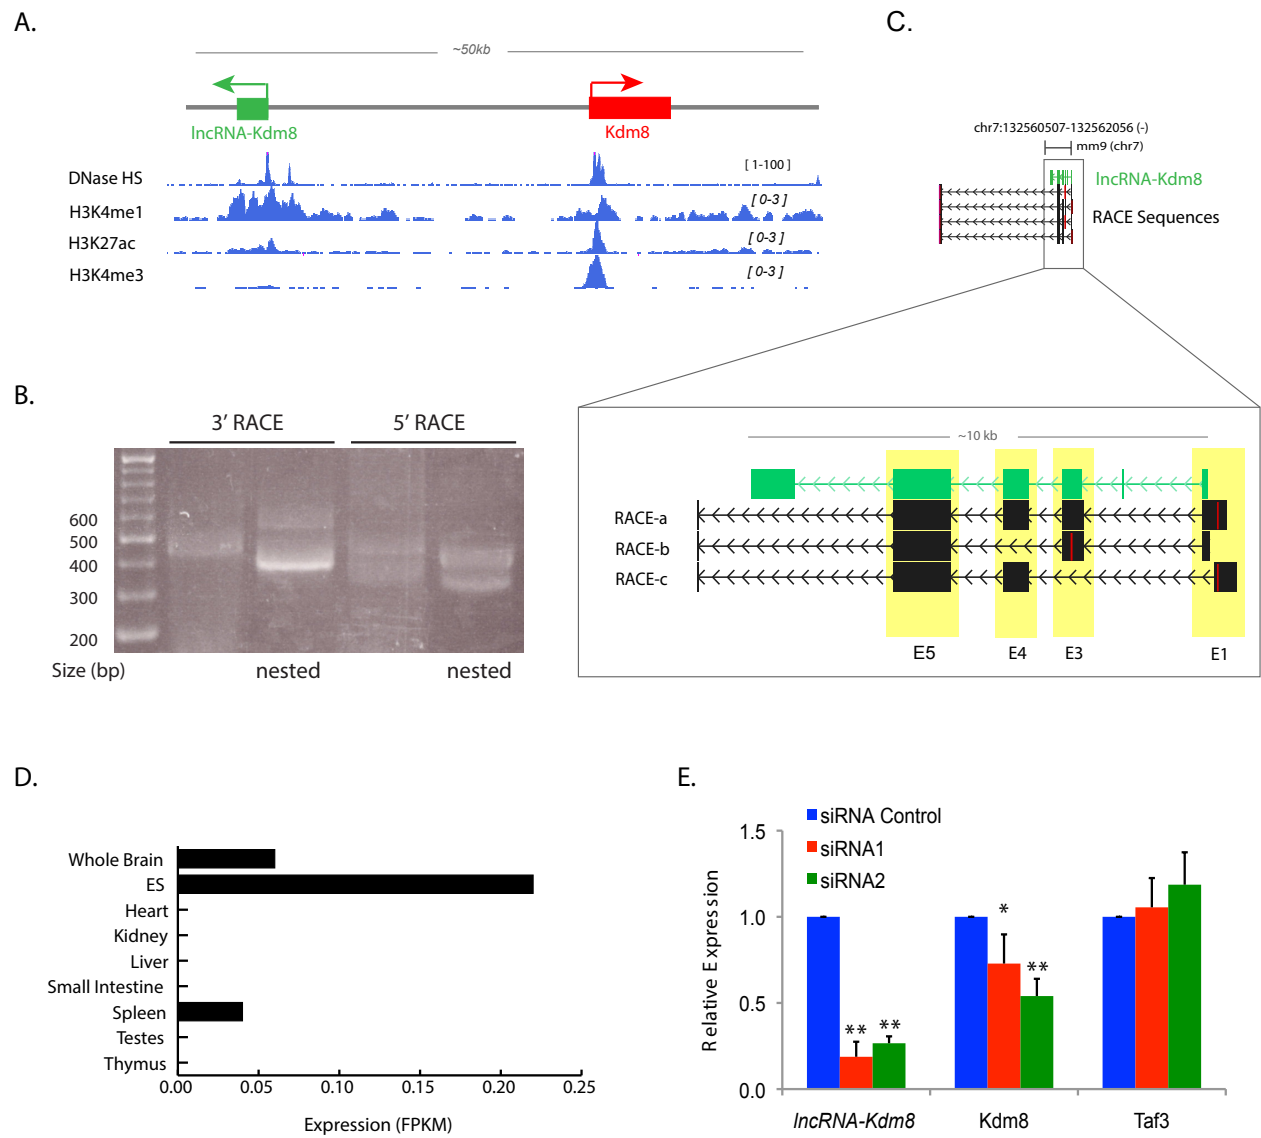 A.
~50kb
lncRNA-Kdm8
Kdm8
DNase HS
[ 1-100 ]
H3K4me1
[ 0-3 ]
H3K27ac
[ 0-3 ]
H3K4me3
[ 0-3 ]
B.
3’ RACE
5’ RACE
600
500
400
300
200
Size (bp)
nested
nested
C.
chr7:132560507-132562056 (-)
mm9 (chr7)
lncRNA-Kdm8
RACE Sequences
~10 kb
RACE-a
RACE-b
RACE-c
E5
E4
E3
E1
D.
Whole Brain
ES
Heart
Kidney
Liver
Small Intestine
Spleen
Testes
Thymus
0.00
0.05
0.10
0.15
0.20
0.25
Expression (FPKM)
E.
siRNA Control
siRNA1
siRNA2
Relative Expression
1.5
1.0
0.5
0.0
**
**
*
**
lncRNA-Kdm8
Kdm8
Taf3